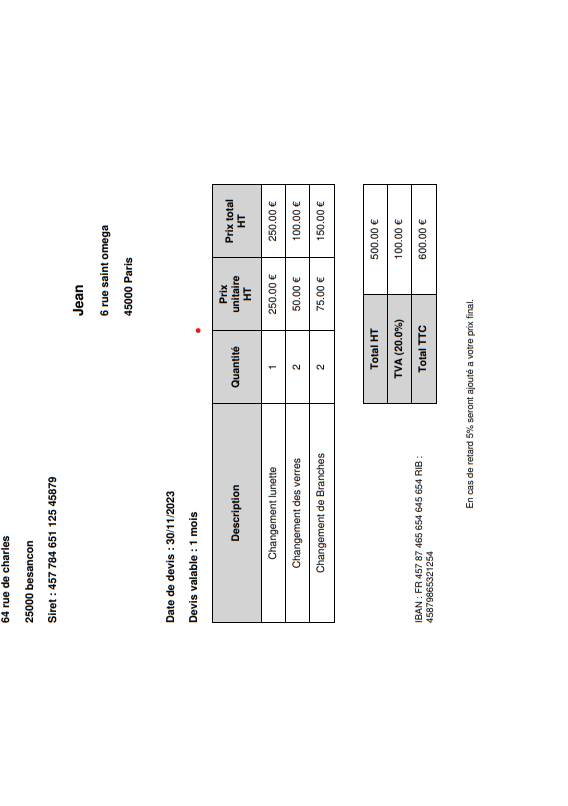 64 rue de charles
25000 besancon
Siret : 457 784 651 125 45879
Jean
6 rue saint omega
45000 Paris
Date de devis : 30/11/2023
Devis valable : 1 mois
Description Quantité Prix unitaire HT Prix total HT
Changement lunette 1 250.00 € 250.00 €
Changement des verres 2 50.00 € 100.00 €
Changement de Branches 2 75.00 € 150.00 €
Total HT 500.00 €
TVA (20.0%) 100.00 €
Total TTC 600.00 €
IBAN : FR 457 87 465 654 645 654 RIB :
45879865321254
En cas de retard 5% seront ajouté a votre prix final.